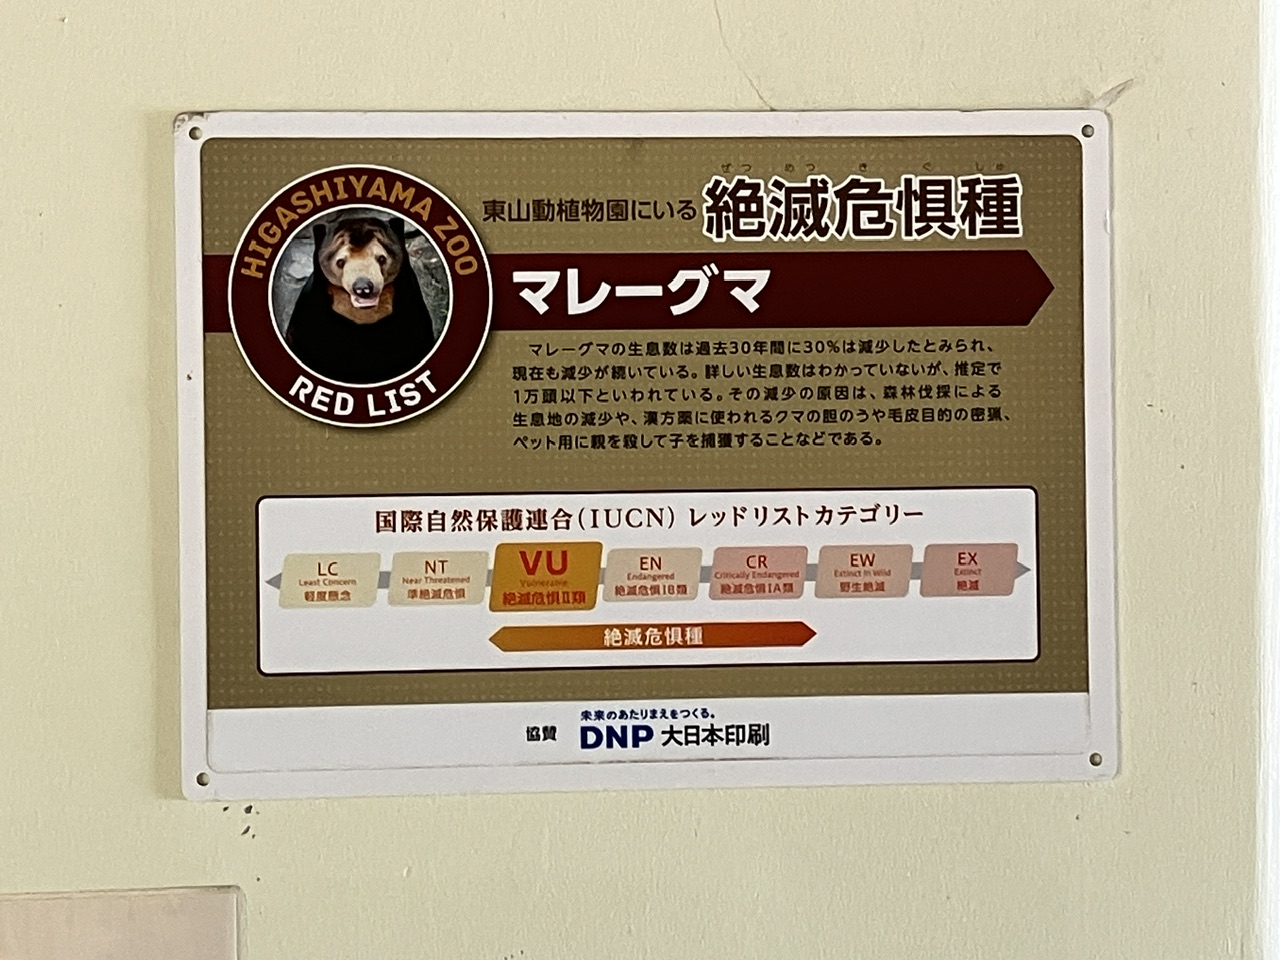 HIGASHIYAMA ZOO
RED LIST
ぜつ めつ き ぐ しゅ
東山動植物園にいる 絶滅危惧種
マレーグマ
マレーグマの生息数は過去30年間に30%は減少したとみられ、
現在も減少が続いている。詳しい生息数はわかっていないが、推定で
1万頭以下といわれている。その減少の原因は、森林伐採による
生息地の減少や、漢方薬に使われるクマの胆のうや毛皮目的の密猟、
ペット用に親を殺して子を捕獲することなどである。
国際自然保護連合(IUCN) レッドリストカテゴリー
LC
Least Concern
軽度懸念
NT
Near Threatened
準絶滅危惧
VU
Vulnerable
絶滅危惧II類
EN
Endangered
絶滅危惧IB類
CR
Critically Endangered
絶滅危惧IA類
EW
Extinct in Wild
野生絶滅
EX
Extinct
絶滅
絶滅危惧種
未来のあたりまえをつくる。
協賛 DNP 大日本印刷